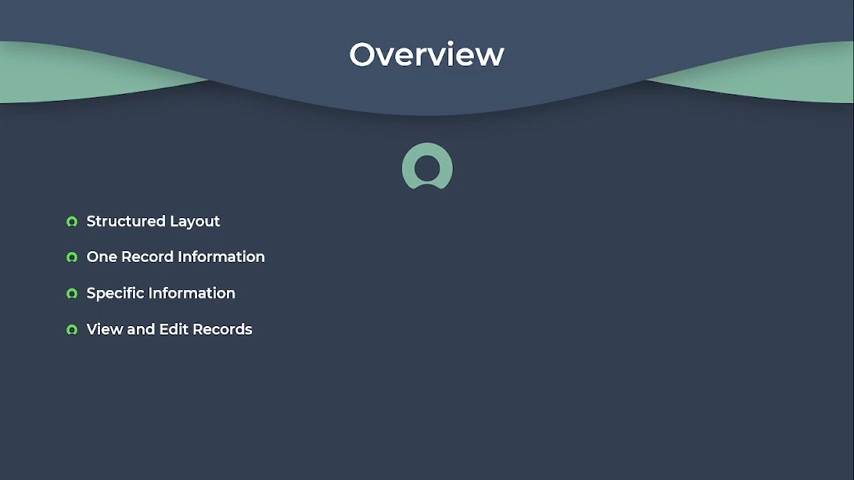 Overview
Structured Layout
One Record Information
Specific Information
View and Edit Records